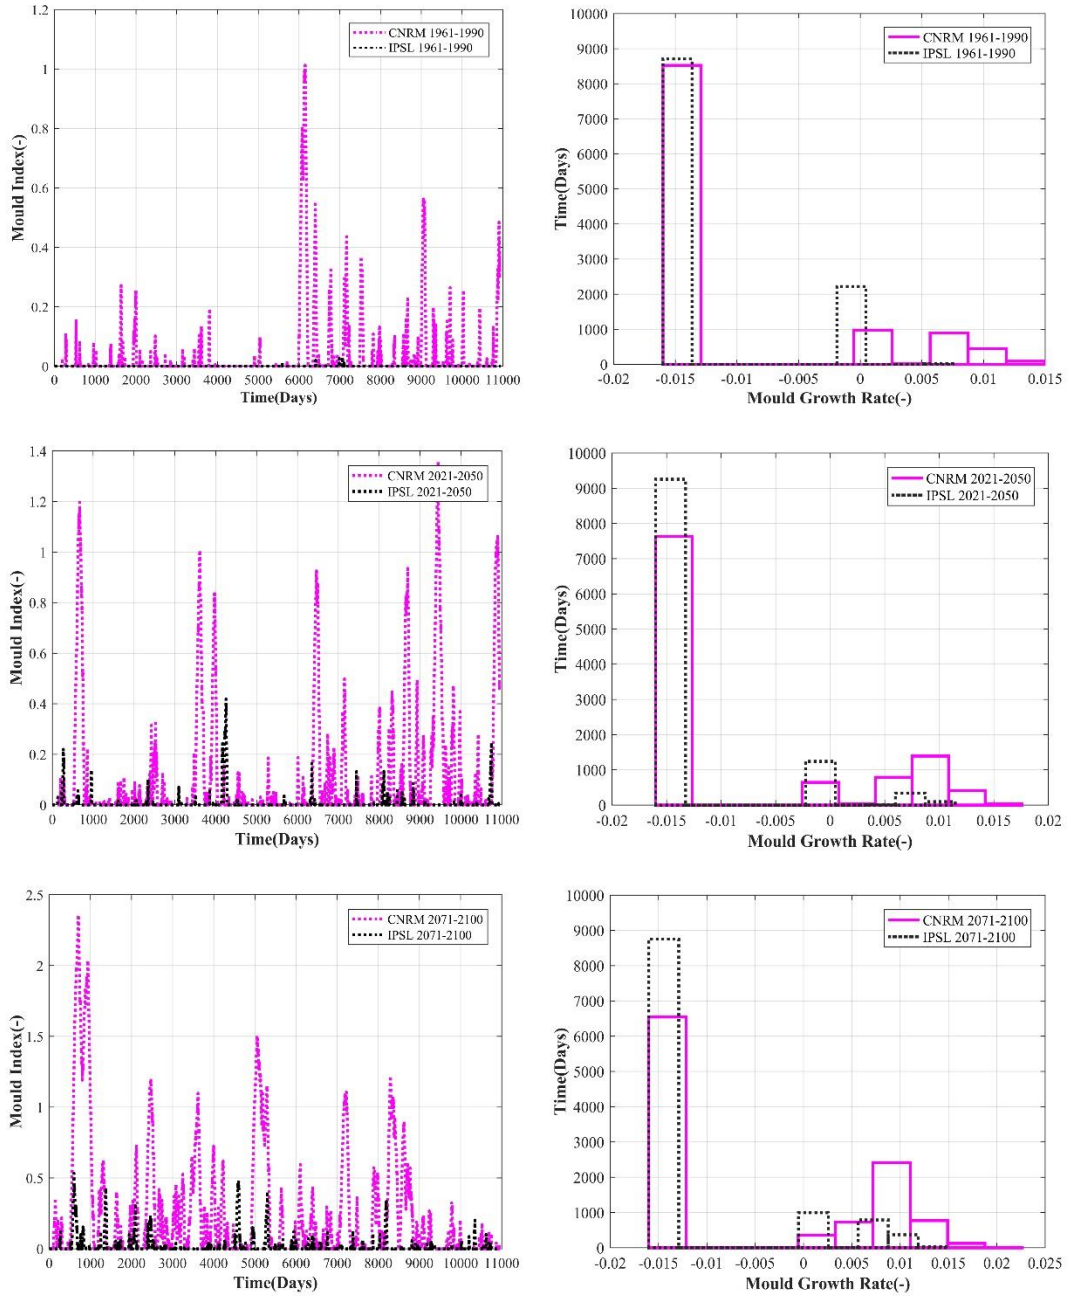 1.2
1
0.8
0.6
0.4
0.2
0
Mould Index(-)
CNRM 1961-1990
IPSL 1961-1990
0 1000 2000 3000 4000 5000 6000 7000 8000 9000 10000 11000
Time(Days)
10000
9000
8000
7000
6000
5000
4000
3000
2000
1000
0
Time(Days)
CNRM 1961-1990
IPSL 1961-1990
-0.02 -0.015 -0.01 -0.005 0 0.005 0.01 0.015
Mould Growth Rate(-)
1.4
1.2
1
0.8
0.6
0.4
0.2
0
Mould Index(-)
CNRM 2021-2050
IPSL 2021-2050
0 1000 2000 3000 4000 5000 6000 7000 8000 9000 10000 11000
Time(Days)
10000
9000
8000
7000
6000
5000
4000
3000
2000
1000
0
Time(Days)
CNRM 2021-2050
IPSL 2021-2050
-0.02 -0.015 -0.01 -0.005 0 0.005 0.01 0.015 0.02
Mould Growth Rate(-)
2.5
2
1.5
1
0.5
0
Mould Index(-)
CNRM 2071-2100
IPSL 2071-2100
0 1000 2000 3000 4000 5000 6000 7000 8000 9000 10000 11000
Time(Days)
10000
9000
8000
7000
6000
5000
4000
3000
2000
1000
0
Time(Days)
CNRM 2071-2100
IPSL 2071-2100
-0.02 -0.015 -0.01 -0.005 0 0.005 0.01 0.015 0.02 0.025
Mould Growth Rate(-)